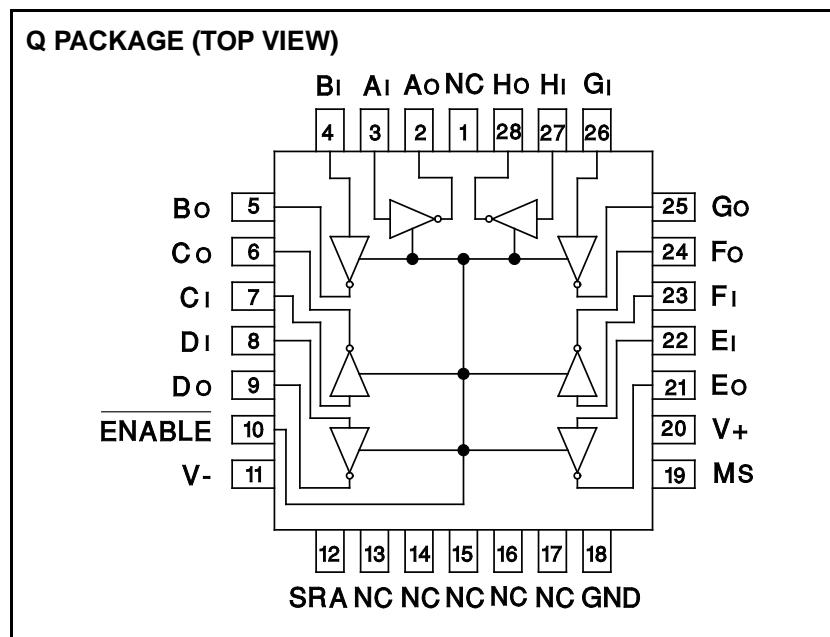 Q PACKAGE (TOP VIEW)
BI AI AO NC HO HI GI
4 3 2 1 28 27 26
BO 5 25 GO
CO 6 24 FO
CI 7 23 FI
DI 8 22 EI
DO 9 21 EO
ENABLE 10 20 V+
V- 11 19 MS
12 13 14 15 16 17 18
SRA NC NC NC NC NC GND